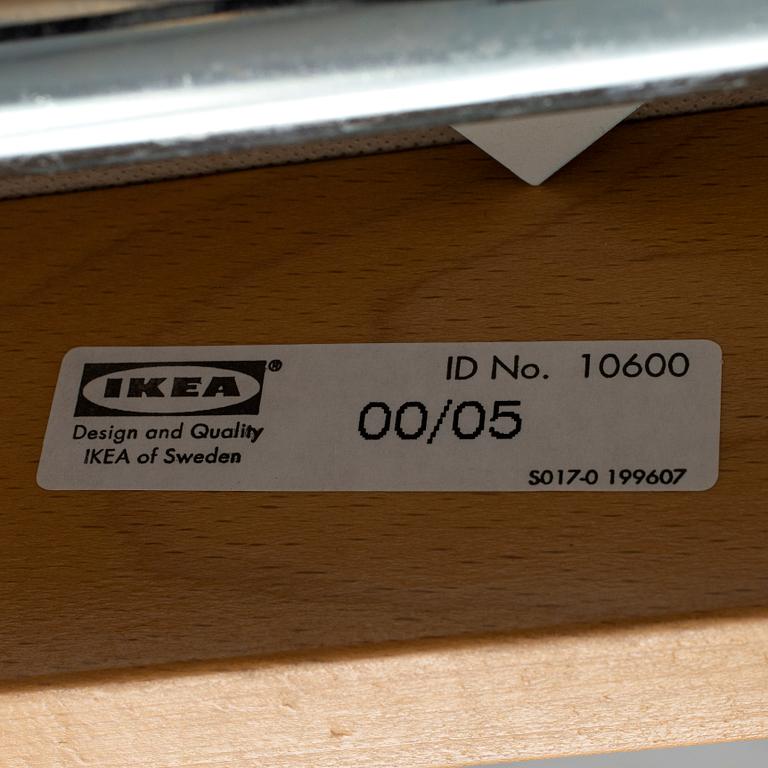 IKEA®
Design and Quality
IKEA of Sweden
ID No. 10600
00/05
S017-0 199607